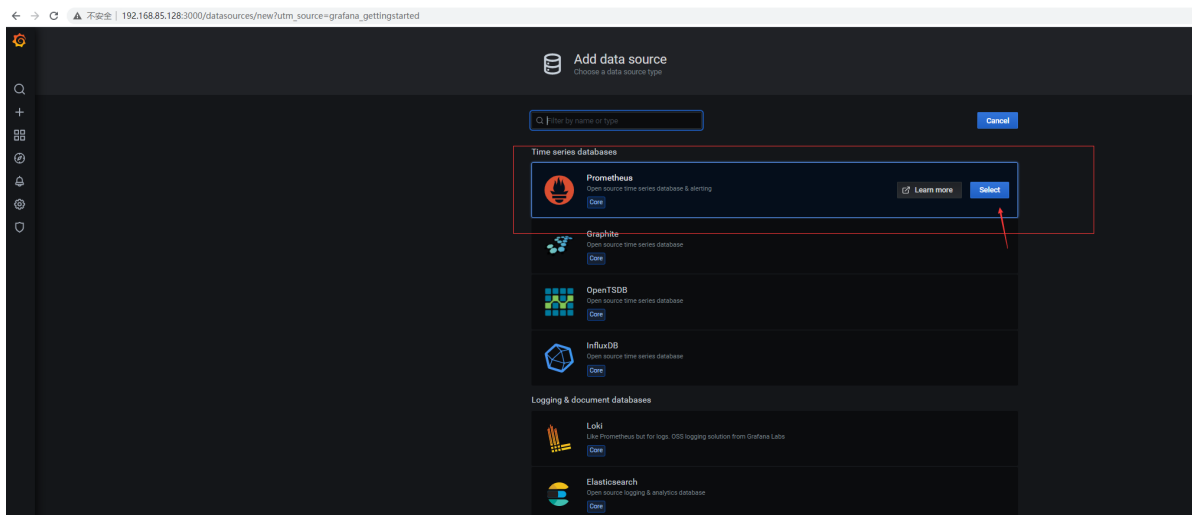 不安全 | 192.168.85.128:3000/datasources/new?utm_source=grafana_gettingstarted
Add data source
Choose a data source type
Filter by name or type
Cancel
Time series databases
Prometheus
Open source time series database & alerting
Core
Learn more
Select
Graphite
Open source time series database
Core
OpenTSDB
Open source time series database
Core
InfluxDB
Open source time series database
Core
Logging & document databases
Loki
Like Prometheus but for logs. OSS logging solution from Grafana Labs
Core
Elasticsearch
Open source logging & analytics database
Core